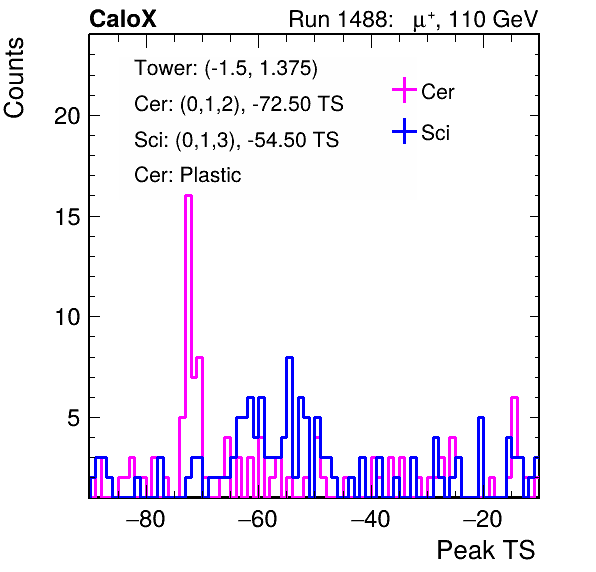 CaloX Run 1488: μ⁺, 110 GeV
Counts
Tower: (-1.5, 1.375)
Cer: (0,1,2), -72.50 TS
Sci: (0,1,3), -54.50 TS
Cer: Plastic
Cer
Sci
20
15
10
5
−80 −60 −40 −20
Peak TS